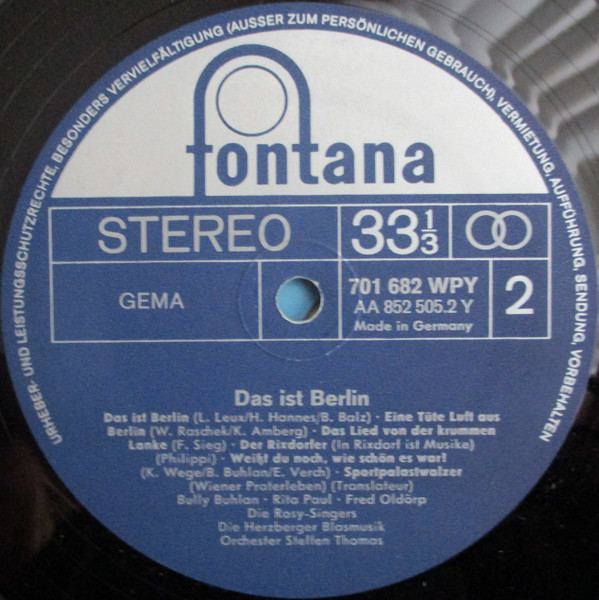 URHEBER- UND LEISTUNGSSCHUTZRECHTE, BESONDERS VERVIELFÄLTIGUNG (AUSSER ZUM PERSÖNLICHEN GEBRAUCH), VERMIETUNG, AUFFÜHRUNG, SENDUNG, VORBEHALTEN
fontana
STEREO
33 1/3
GEMA
701 682 WPY
AA 852 505.2 Y
Made in Germany
2
Das ist Berlin
Das ist Berlin (L. Leux/H. Hannes/B. Balz) · Eine Tüte Luft aus
Berlin (W. Raschek/K. Amberg) · Das Lied von der krummen
Lanke (F. Sieg) · Der Rixdorfer (In Rixdorf ist Musike)
(Philippi) · Weißt du noch, wie schön es war?
(K. Wege/B. Buhlan/E. Verch) · Sportpalastwalzer
(Wiener Praterleben) (Translateur)
Bully Buhlan · Rita Paul · Fred Oldörp
Die Rosy-Singers
Die Herzberger Blasmusik
Orchester Steffen Thomas